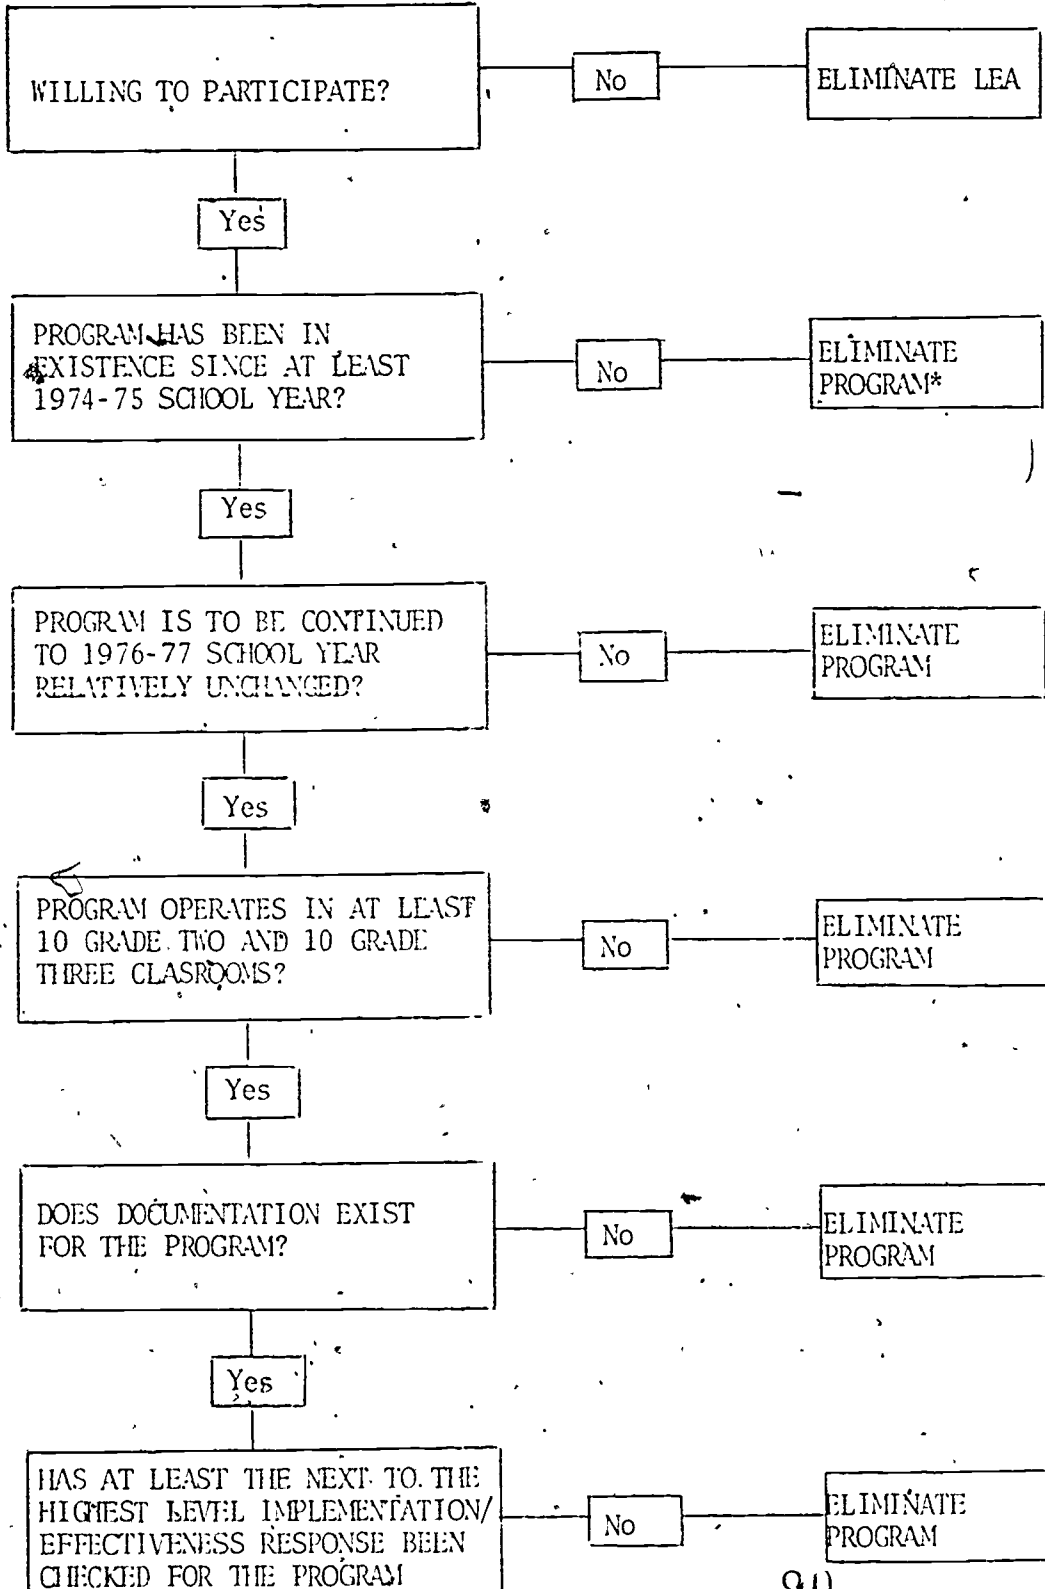 WILLING TO PARTICIPATE?
No
ELIMINATE LEA
Yes
PROGRAM HAS BEEN IN
EXISTENCE SINCE AT LEAST
1974-75 SCHOOL YEAR?
No
ELIMINATE
PROGRAM*
Yes
PROGRAM IS TO BE CONTINUED
TO 1976-77 SCHOOL YEAR
RELATIVELY UNCHANGED?
No
ELIMINATE
PROGRAM
Yes
PROGRAM OPERATES IN AT LEAST
10 GRADE TWO AND 10 GRADE
THREE CLASROOMS?
No
ELIMINATE
PROGRAM
Yes
DOES DOCUMENTATION EXIST
FOR THE PROGRAM?
No
ELIMINATE
PROGRAM
Yes
HAS AT LEAST THE NEXT TO THE
HIGHEST LEVEL IMPLEMENTATION/
EFFECTIVENESS RESPONSE BEEN
CHECKED FOR THE PROGRAM
No
ELIMINATE
PROGRAM